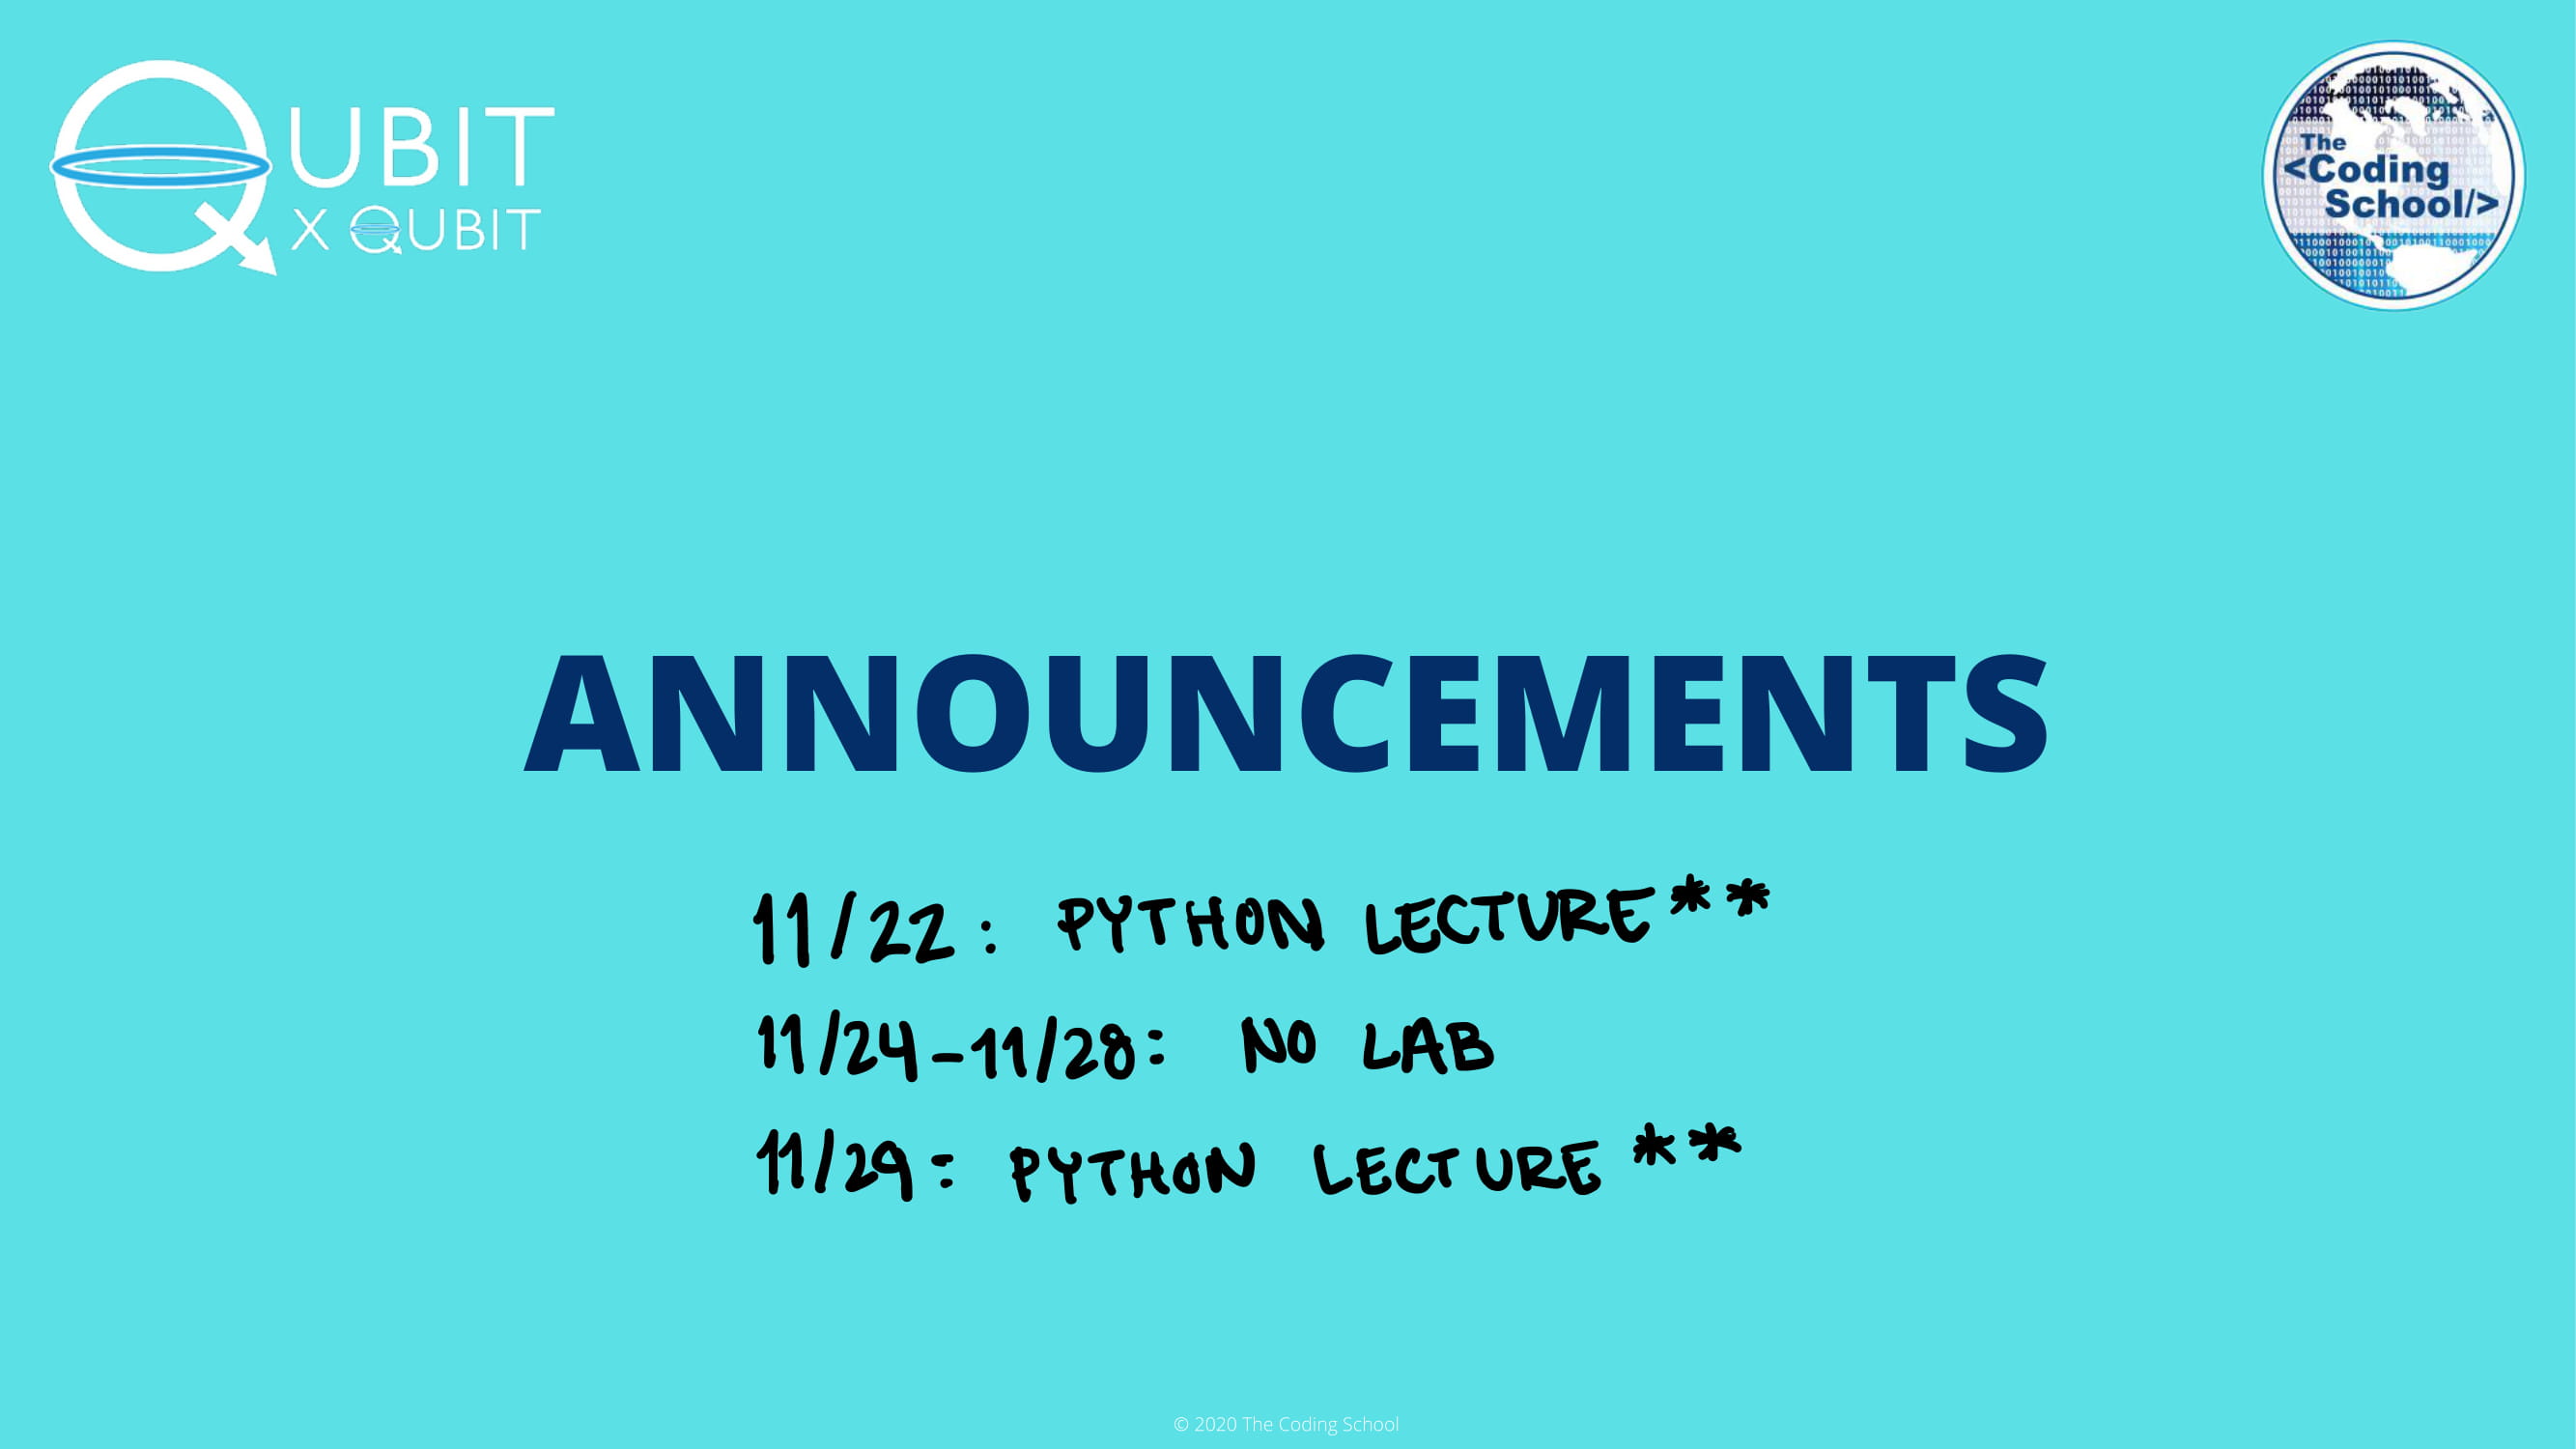 QUBIT
X QUBIT
The
<Coding
School/>
ANNOUNCEMENTS
11/22: PYTHON LECTURE**
11/24-11/28: NO LAB
11/29: PYTHON LECTURE **
© 2020 The Coding School